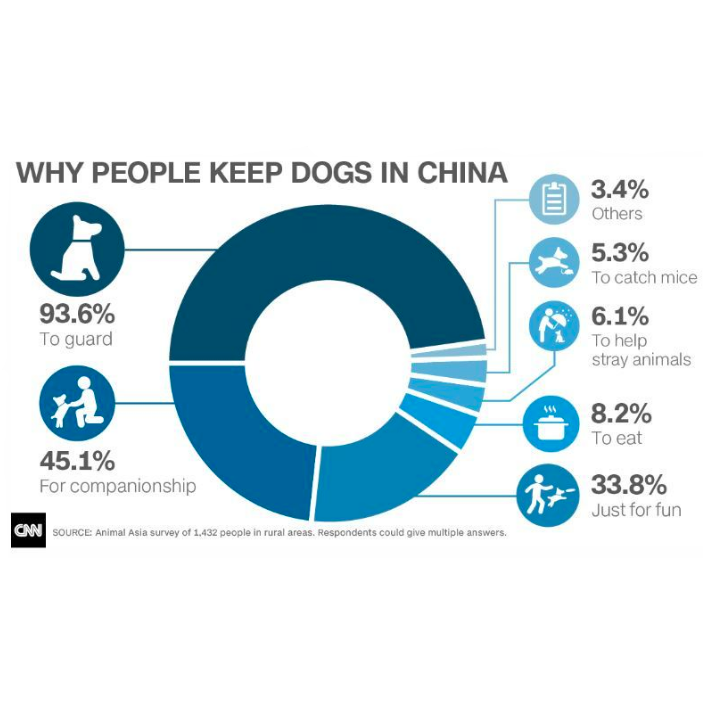 WHY PEOPLE KEEP DOGS IN CHINA
93.6%
To guard
45.1%
For companionship
3.4%
Others
5.3%
To catch mice
6.1%
To help
stray animals
8.2%
To eat
33.8%
Just for fun
CNN
SOURCE: Animal Asia survey of 1,432 people in rural areas. Respondents could give multiple answers.